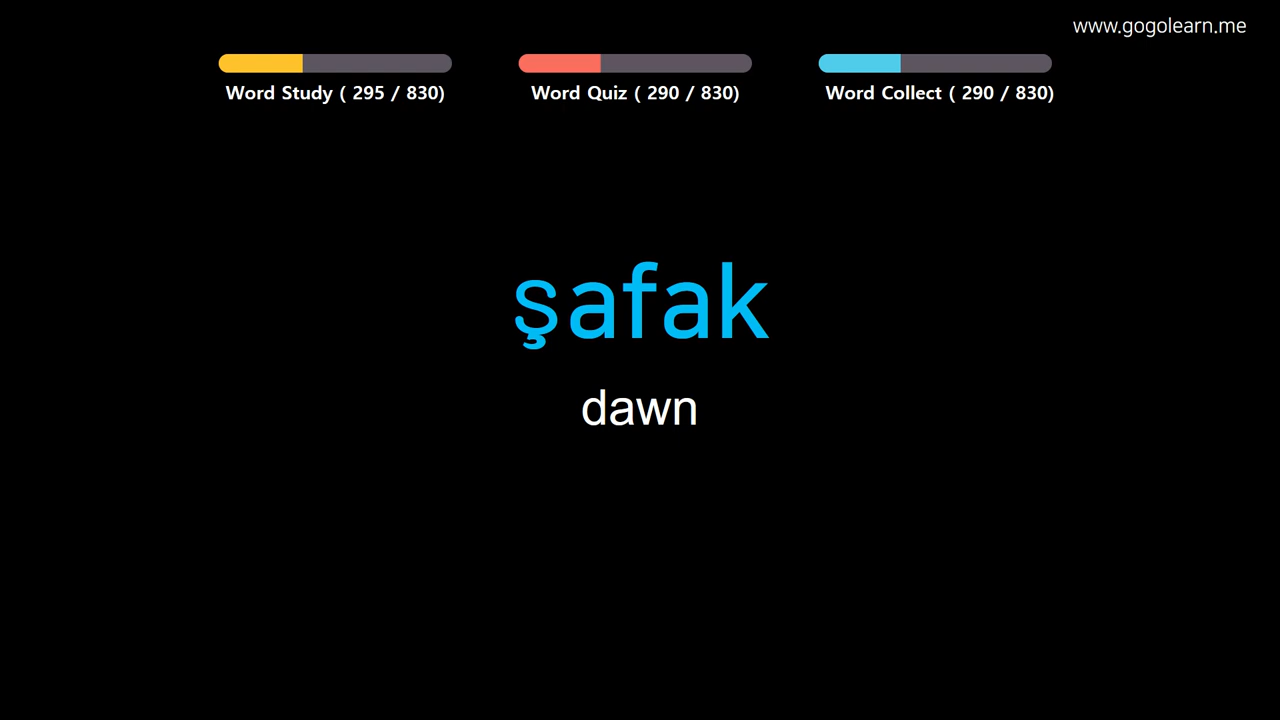 www.gogolearn.me
Word Study ( 295 / 830)
Word Quiz ( 290 / 830)
Word Collect ( 290 / 830)
şafak
dawn